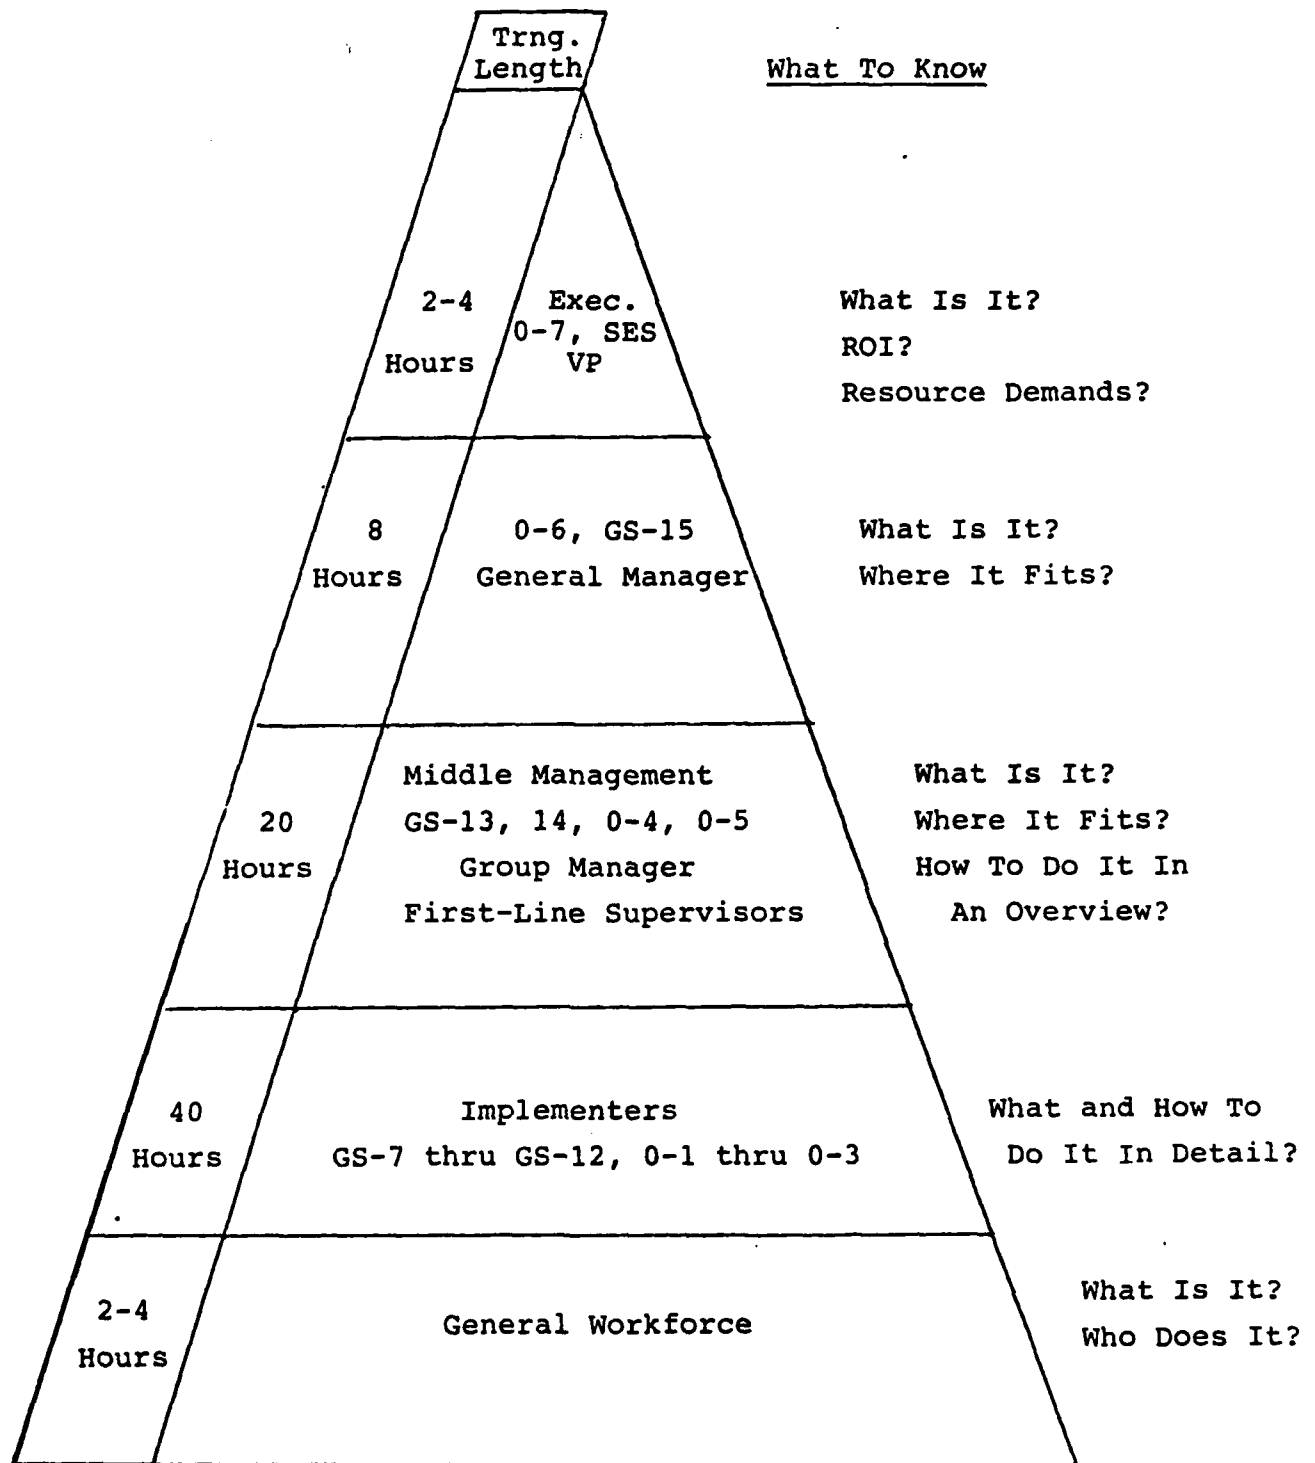 Trng.
Length
What To Know
2-4
Hours
Exec.
0-7, SES
VP
What Is It?
ROI?
Resource Demands?
8
Hours
0-6, GS-15
General Manager
What Is It?
Where It Fits?
20
Hours
Middle Management
GS-13, 14, 0-4, 0-5
Group Manager
First-Line Supervisors
What Is It?
Where It Fits?
How To Do It In
An Overview?
40
Hours
Implementers
GS-7 thru GS-12, 0-1 thru 0-3
What and How To
Do It In Detail?
2-4
Hours
General Workforce
What Is It?
Who Does It?